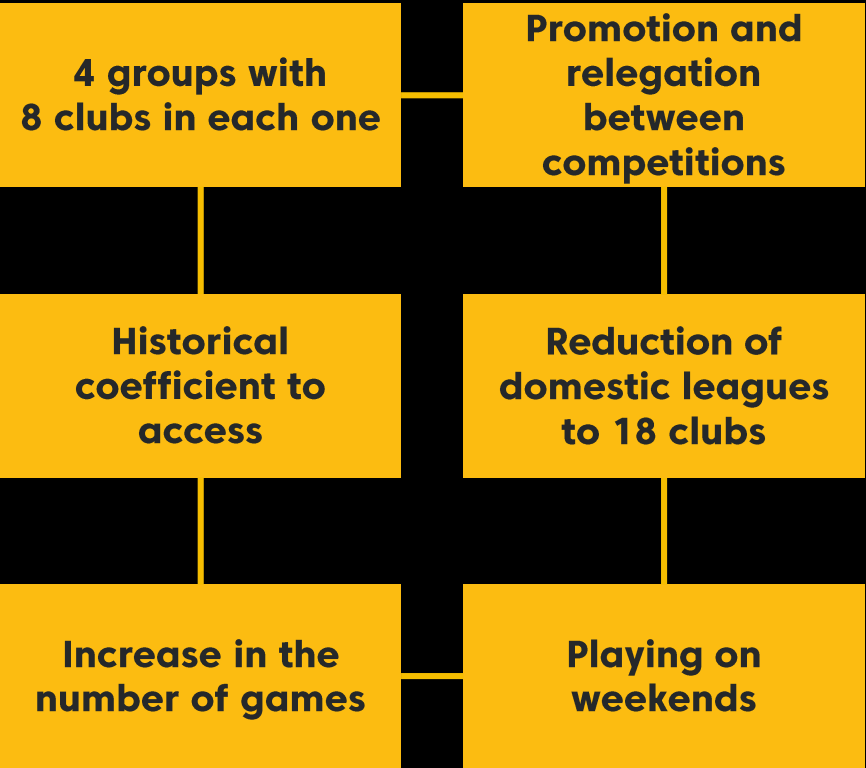 4 groups with
8 clubs in each one
Promotion and
relegation
between
competitions
Historical
coefficient to
access
Reduction of
domestic leagues
to 18 clubs
Increase in the
number of games
Playing on
weekends